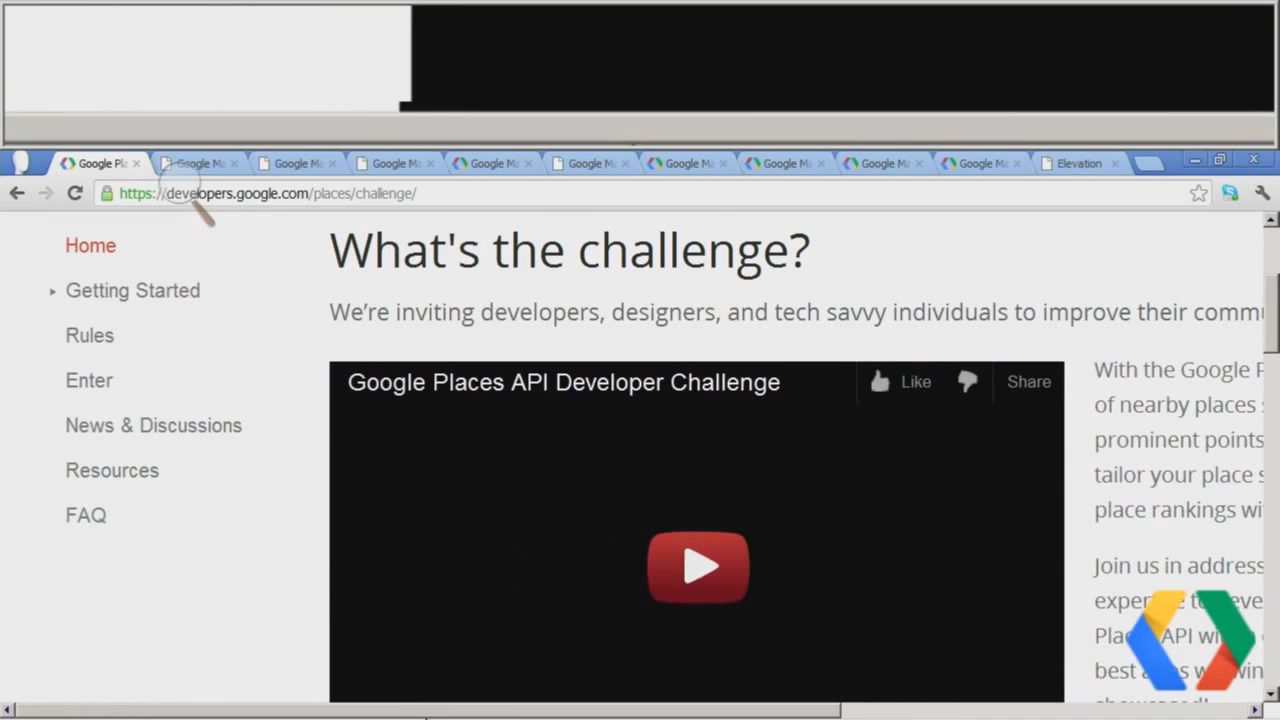 Google Pla
Google Ma
Google Ma
Google Ma
Google Ma
Google Ma
Google Ma
Google Ma
Google Ma
Google Ma
Elevation
https://developers.google.com/places/challenge/
Home
Getting Started
Rules
Enter
News & Discussions
Resources
FAQ
What's the challenge?
We're inviting developers, designers, and tech savvy individuals to improve their commu
Google Places API Developer Challenge
Like
Share
With the Google P
of nearby places
prominent points
tailor your place s
place rankings wi
Join us in address
Places API
best